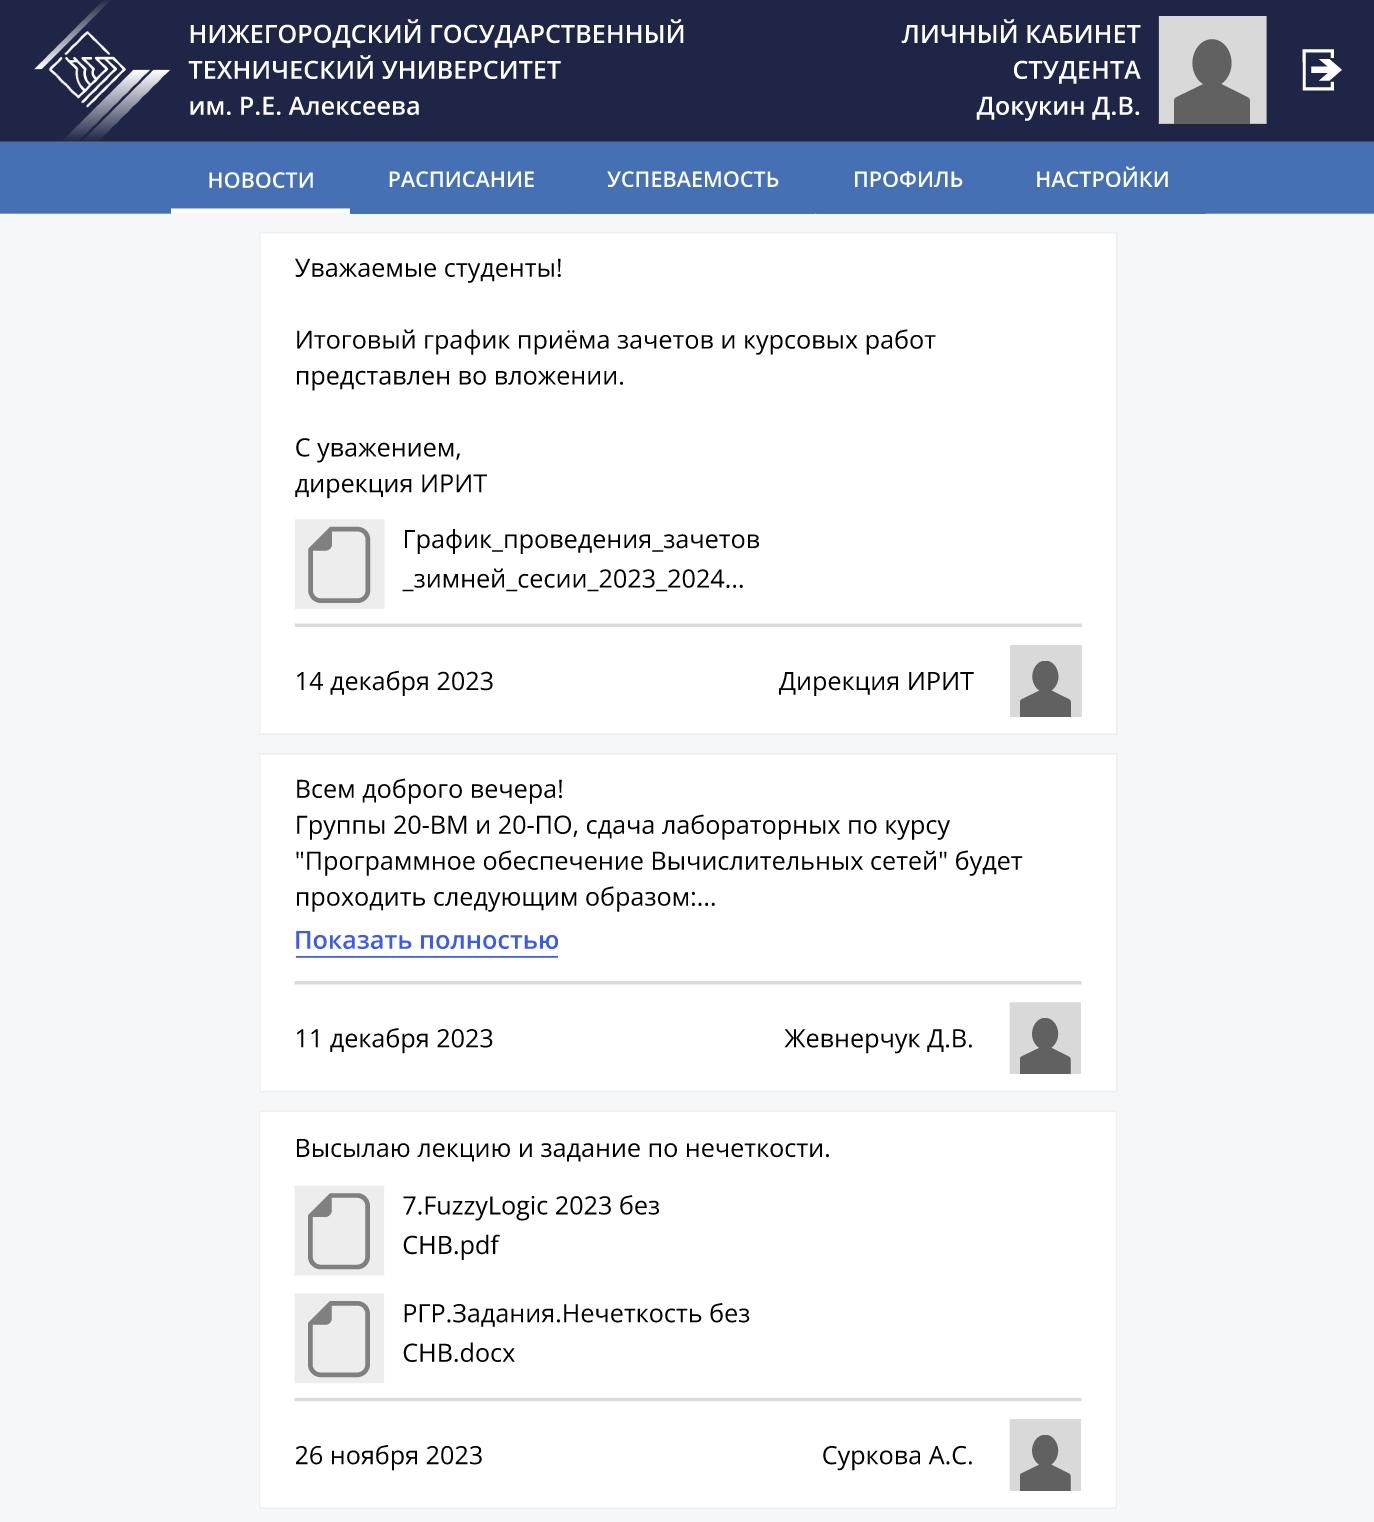 НИЖЕГОРОДСКИЙ ГОСУДАРСТВЕННЫЙ
ТЕХНИЧЕСКИЙ УНИВЕРСИТЕТ
им. Р.Е. Алексеева
ЛИЧНЫЙ КАБИНЕТ
СТУДЕНТА
Докукин Д.В.
НОВОСТИ
РАСПИСАНИЕ
УСПЕВАЕМОСТЬ
ПРОФИЛЬ
НАСТРОЙКИ
Уважаемые студенты!
Итоговый график приёма зачетов и курсовых работ
представлен во вложении.
С уважением,
дирекция ИРИТ
График_проведения_зачетов
_зимней_сесии_2023_2024...
14 декабря 2023
Дирекция ИРИТ
Всем доброго вечера!
Группы 20-ВМ и 20-ПО, сдача лабораторных по курсу
"Программное обеспечение Вычислительных сетей" будет
проходить следующим образом:...
Показать полностью
11 декабря 2023
Жевнерчук Д.В.
Высылаю лекцию и задание по нечеткости.
7.FuzzyLogic 2023 без
СНВ.pdf
РГР.Задания.Нечеткость без
СНВ.docx
26 ноября 2023
Суркова А.С.